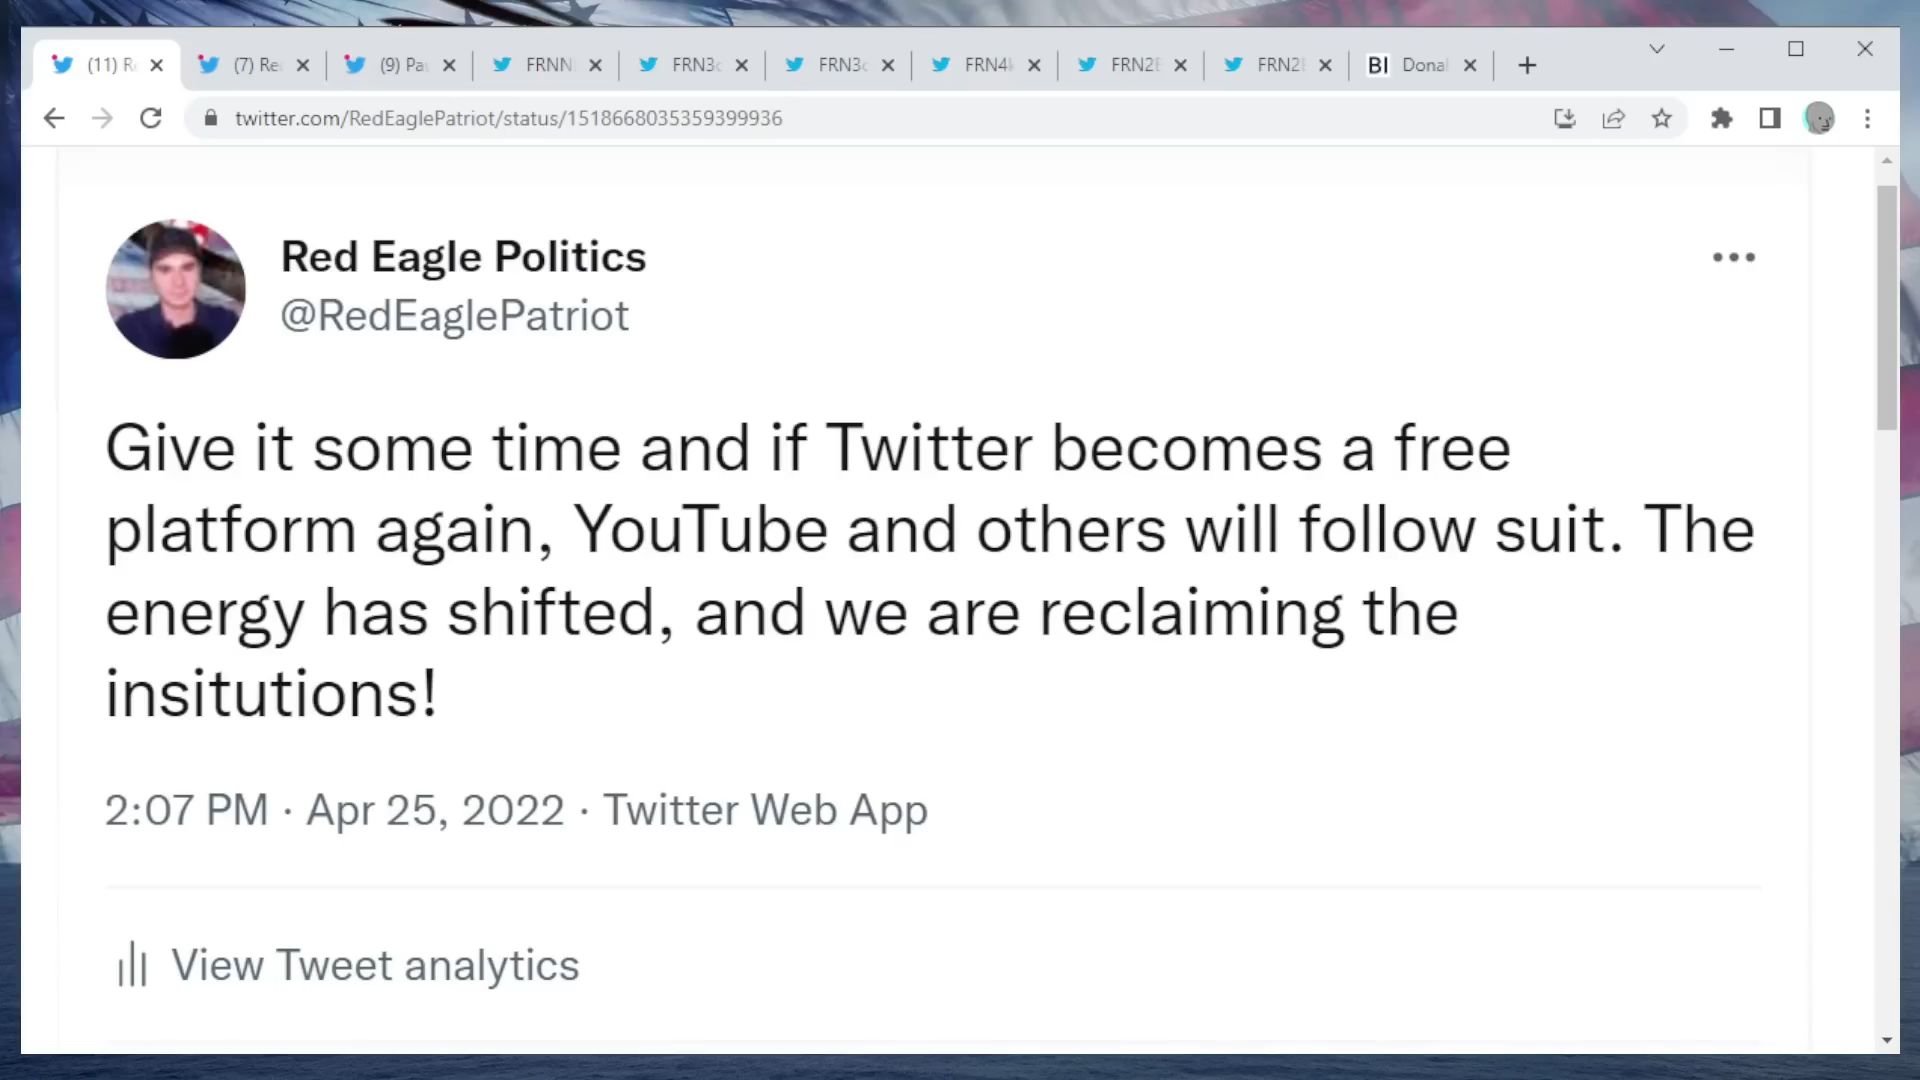 (11) R
(7) Re
(9) Pa
FRNN
FRN3
FRN3
FRN4
FRN2
FRN2
BI Dona
twitter.com/RedEaglePatriot/status/1518668035359399936
Red Eagle Politics
@RedEaglePatriot
Give it some time and if Twitter becomes a free
platform again, YouTube and others will follow suit. The
energy has shifted, and we are reclaiming the
insitutions!
2:07 PM · Apr 25, 2022 · Twitter Web App
View Tweet analytics